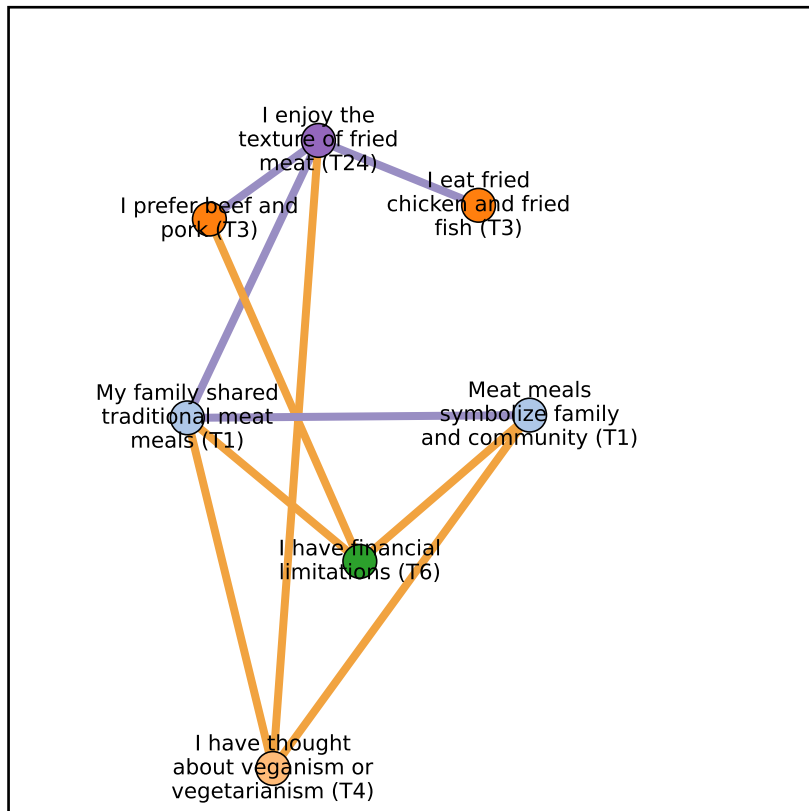 I enjoy the
texture of fried
meat (T24)
I eat fried
chicken and fried
fish (T3)
I prefer beef and
pork (T3)
My family shared
traditional meat
meals (T1)
Meat meals
symbolize family
and community (T1)
I have financial
limitations (T6)
I have thought
about veganism or
vegetarianism (T4)